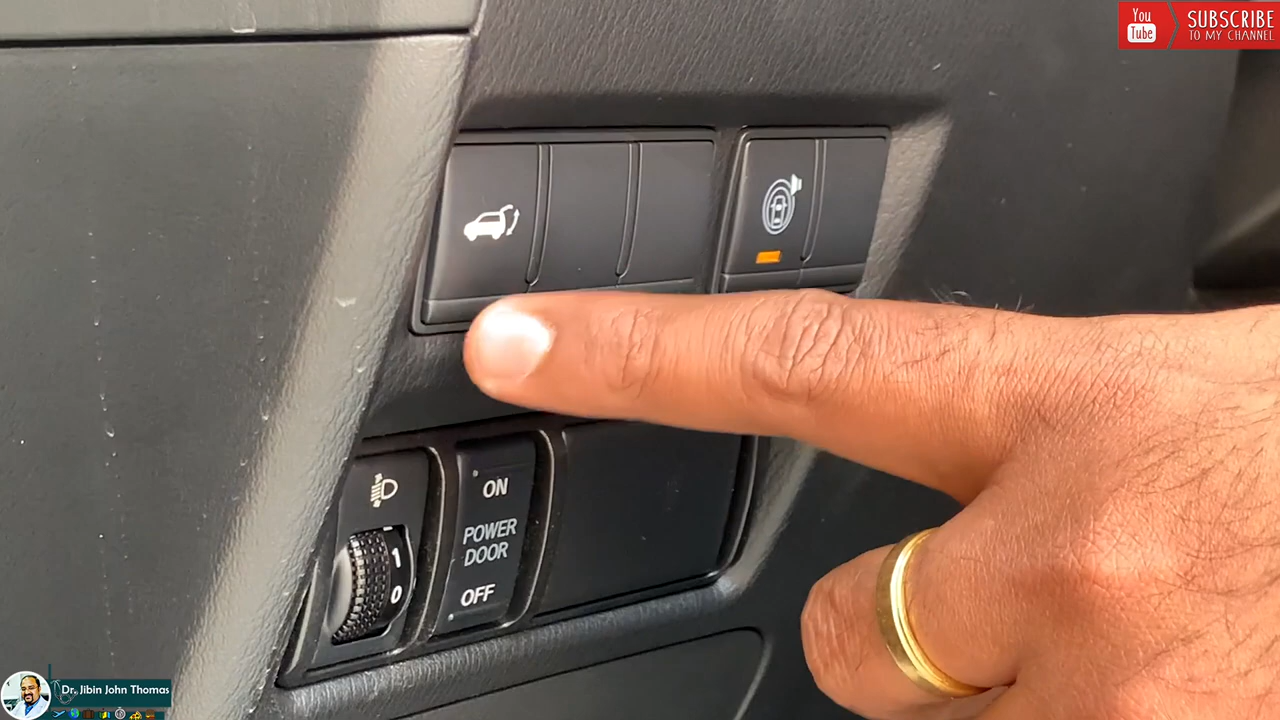 You
Tube
SUBSCRIBE
TO MY CHANNEL
ON
POWER
DOOR
OFF
1
0
Dr. Jibin John Thomas